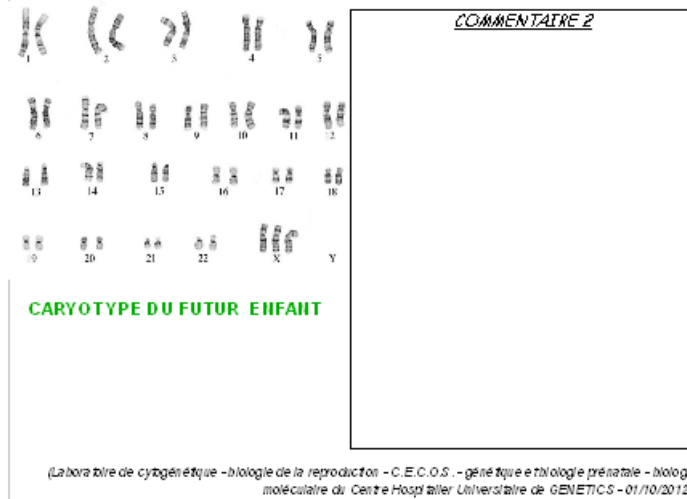 COMMENTAIRE 2
1 2 3 4 5
6 7 8 9 10 11 12
13 14 15 16 17 18
19 20 21 22 X Y
CARYOTYPE DU FUTUR ENFANT
(Laboratoire de cytogénétique - biologie de la reproduction - C.E.C.O.S. - génétique et biologie prénatale - biolog
moléculaire du Centre Hospitalier Universitaire de GENETICS - 01/10/2013